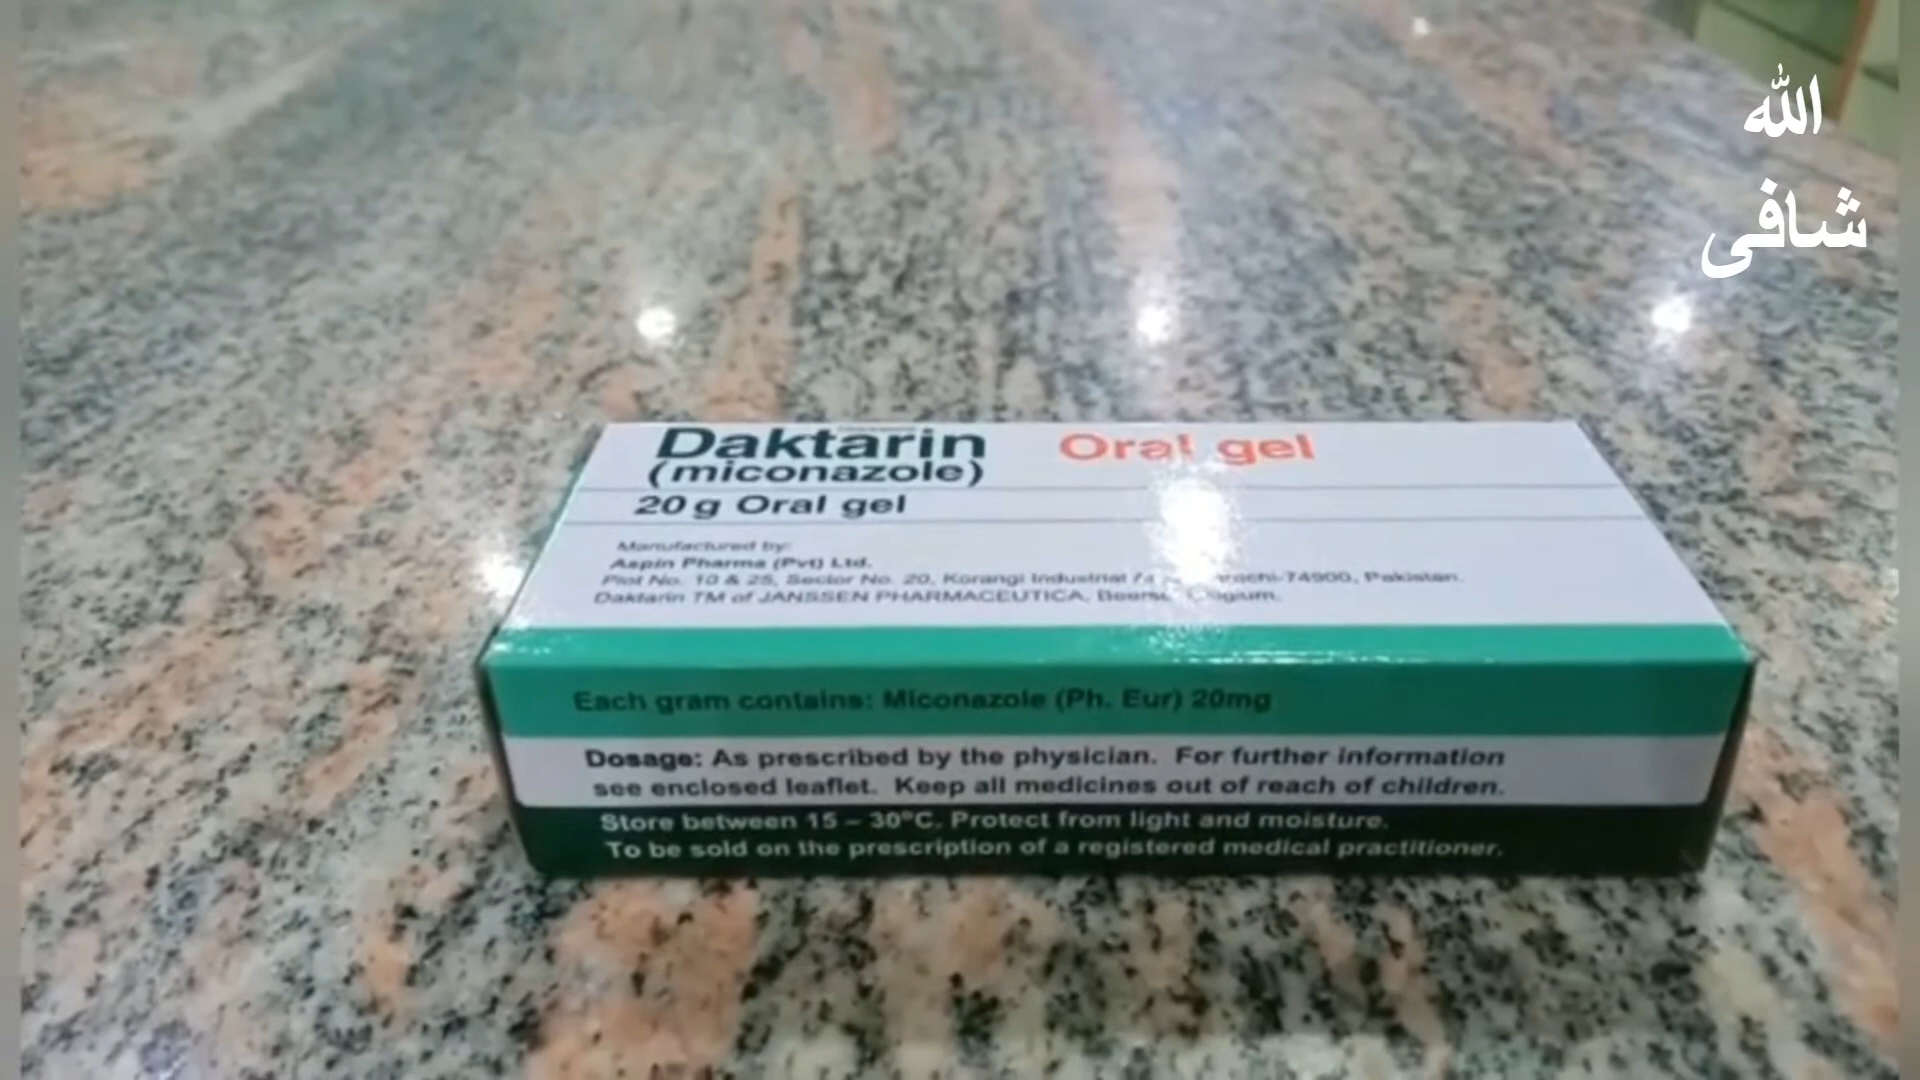 الله
شافی
Daktarin Oral gel
(miconazole)
20 g Oral gel
Manufactured by:
Aspin Pharma (Pvt) Ltd.
Plot No. 10 & 25, Sector No. 20, Korangi Industrial -74900, Pakistan.
Daktarin TM of JANSSEN PHARMACEUTICA,
Each gram contains: Miconazole (Ph. Eur) 20mg
Dosage: As prescribed by the physician. For further information
see enclosed leaflet. Keep all medicines out of reach of children.
Store between 15 – 30°C. Protect from light and moisture.
To be sold on the prescription of a registered medical practitioner.